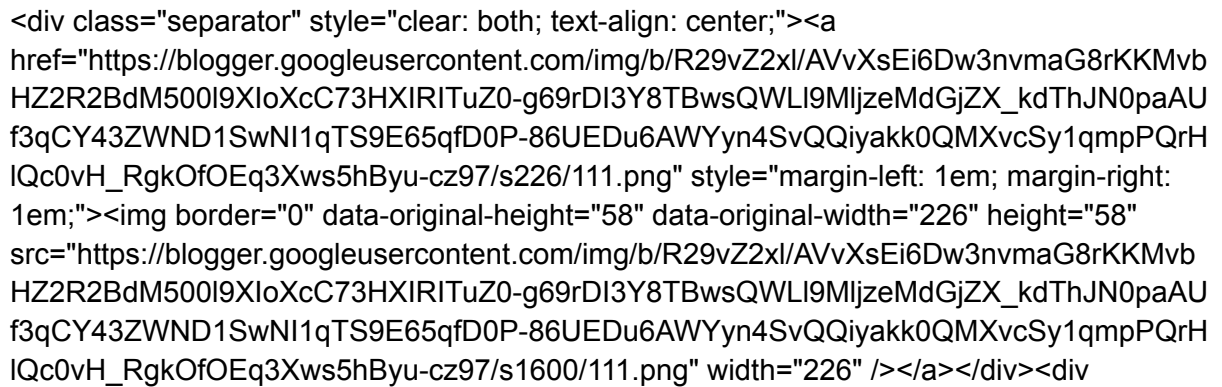 <div class="separator" style="clear: both; text-align: center;"><a
href="https://blogger.googleusercontent.com/img/b/R29vZ2xl/AVvXsEi6Dw3nvmaG8rKKMvb
HZ2R2BdM500l9XIoXcC73HXlRITuZ0-g69rDI3Y8TBwsQWLl9MljzeMdGjZX_kdThJN0paAU
f3qCY43ZWND1SwNI1qTS9E65qfD0P-86UEDu6AWYyn4SvQQiyakk0QMXvcSy1qmpPQrH
lQc0vH_RgkOfOEq3Xws5hByu-cz97/s226/111.png" style="margin-left: 1em; margin-right:
1em;"><img border="0" data-original-height="58" data-original-width="226" height="58"
src="https://blogger.googleusercontent.com/img/b/R29vZ2xl/AVvXsEi6Dw3nvmaG8rKKMvb
HZ2R2BdM500l9XIoXcC73HXlRITuZ0-g69rDI3Y8TBwsQWLl9MljzeMdGjZX_kdThJN0paAU
f3qCY43ZWND1SwNI1qTS9E65qfD0P-86UEDu6AWYyn4SvQQiyakk0QMXvcSy1qmpPQrH
lQc0vH_RgkOfOEq3Xws5hByu-cz97/s1600/111.png" width="226" /></a></div><div